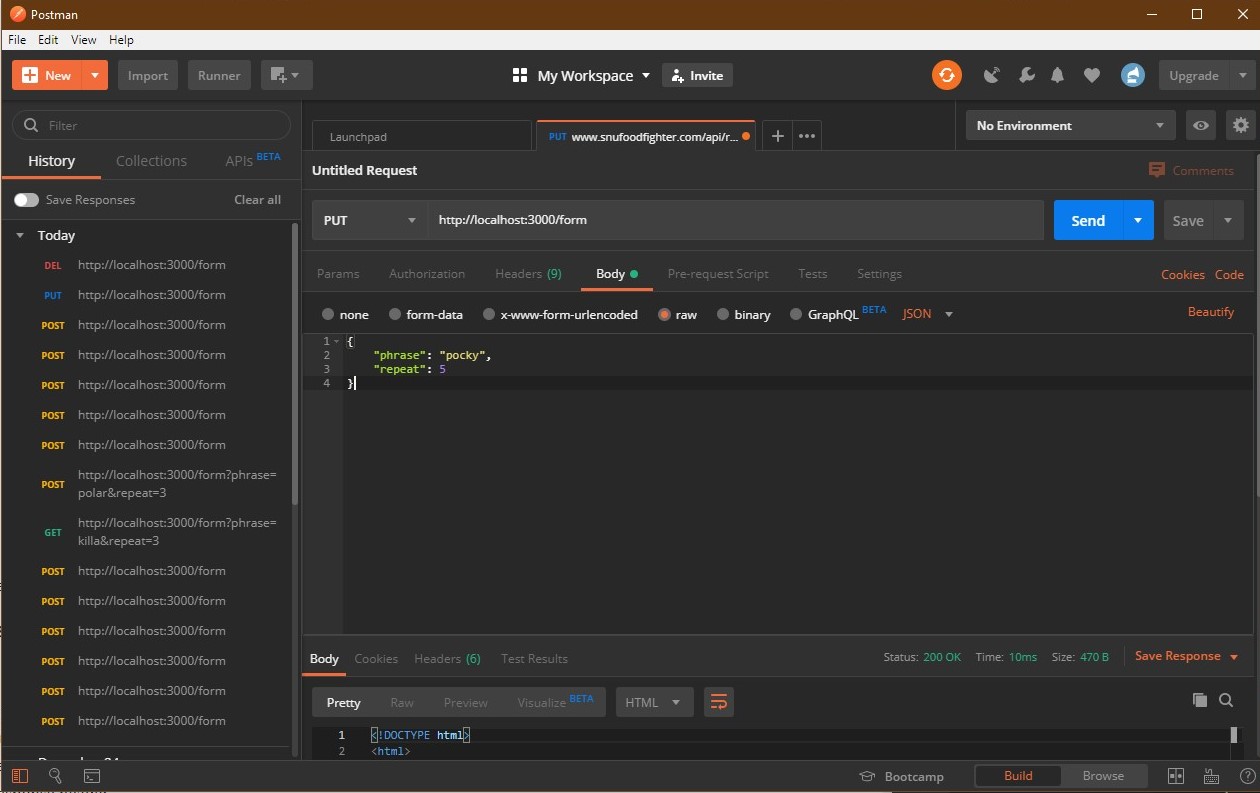 Postman
File Edit View Help
New Import Runner My Workspace Invite Upgrade
Filter
History Collections APIs BETA
Save Responses Clear all
Today
DEL http://localhost:3000/form
PUT http://localhost:3000/form
POST http://localhost:3000/form
POST http://localhost:3000/form
POST http://localhost:3000/form
POST http://localhost:3000/form
POST http://localhost:3000/form
POST http://localhost:3000/form?phrase=
polar&repeat=3
GET http://localhost:3000/form?phrase=
killa&repeat=3
POST http://localhost:3000/form
POST http://localhost:3000/form
POST http://localhost:3000/form
POST http://localhost:3000/form
POST http://localhost:3000/form
POST http://localhost:3000/form
Launchpad PUT www.snufoodfighter.com/api/r... + ••• No Environment
Untitled Request Comments
PUT http://localhost:3000/form Send Save
Params Authorization Headers (9) Body Pre-request Script Tests Settings Cookies Code
none form-data x-www-form-urlencoded raw binary GraphQL BETA JSON Beautify
1 {
2 "phrase": "pocky",
3 "repeat": 5
4 }
Body Cookies Headers (6) Test Results Status: 200 OK Time: 10ms Size: 470 B Save Response
Pretty Raw Preview Visualize BETA HTML
1 <!DOCTYPE html>
2 <html>
Bootcamp Build Browse